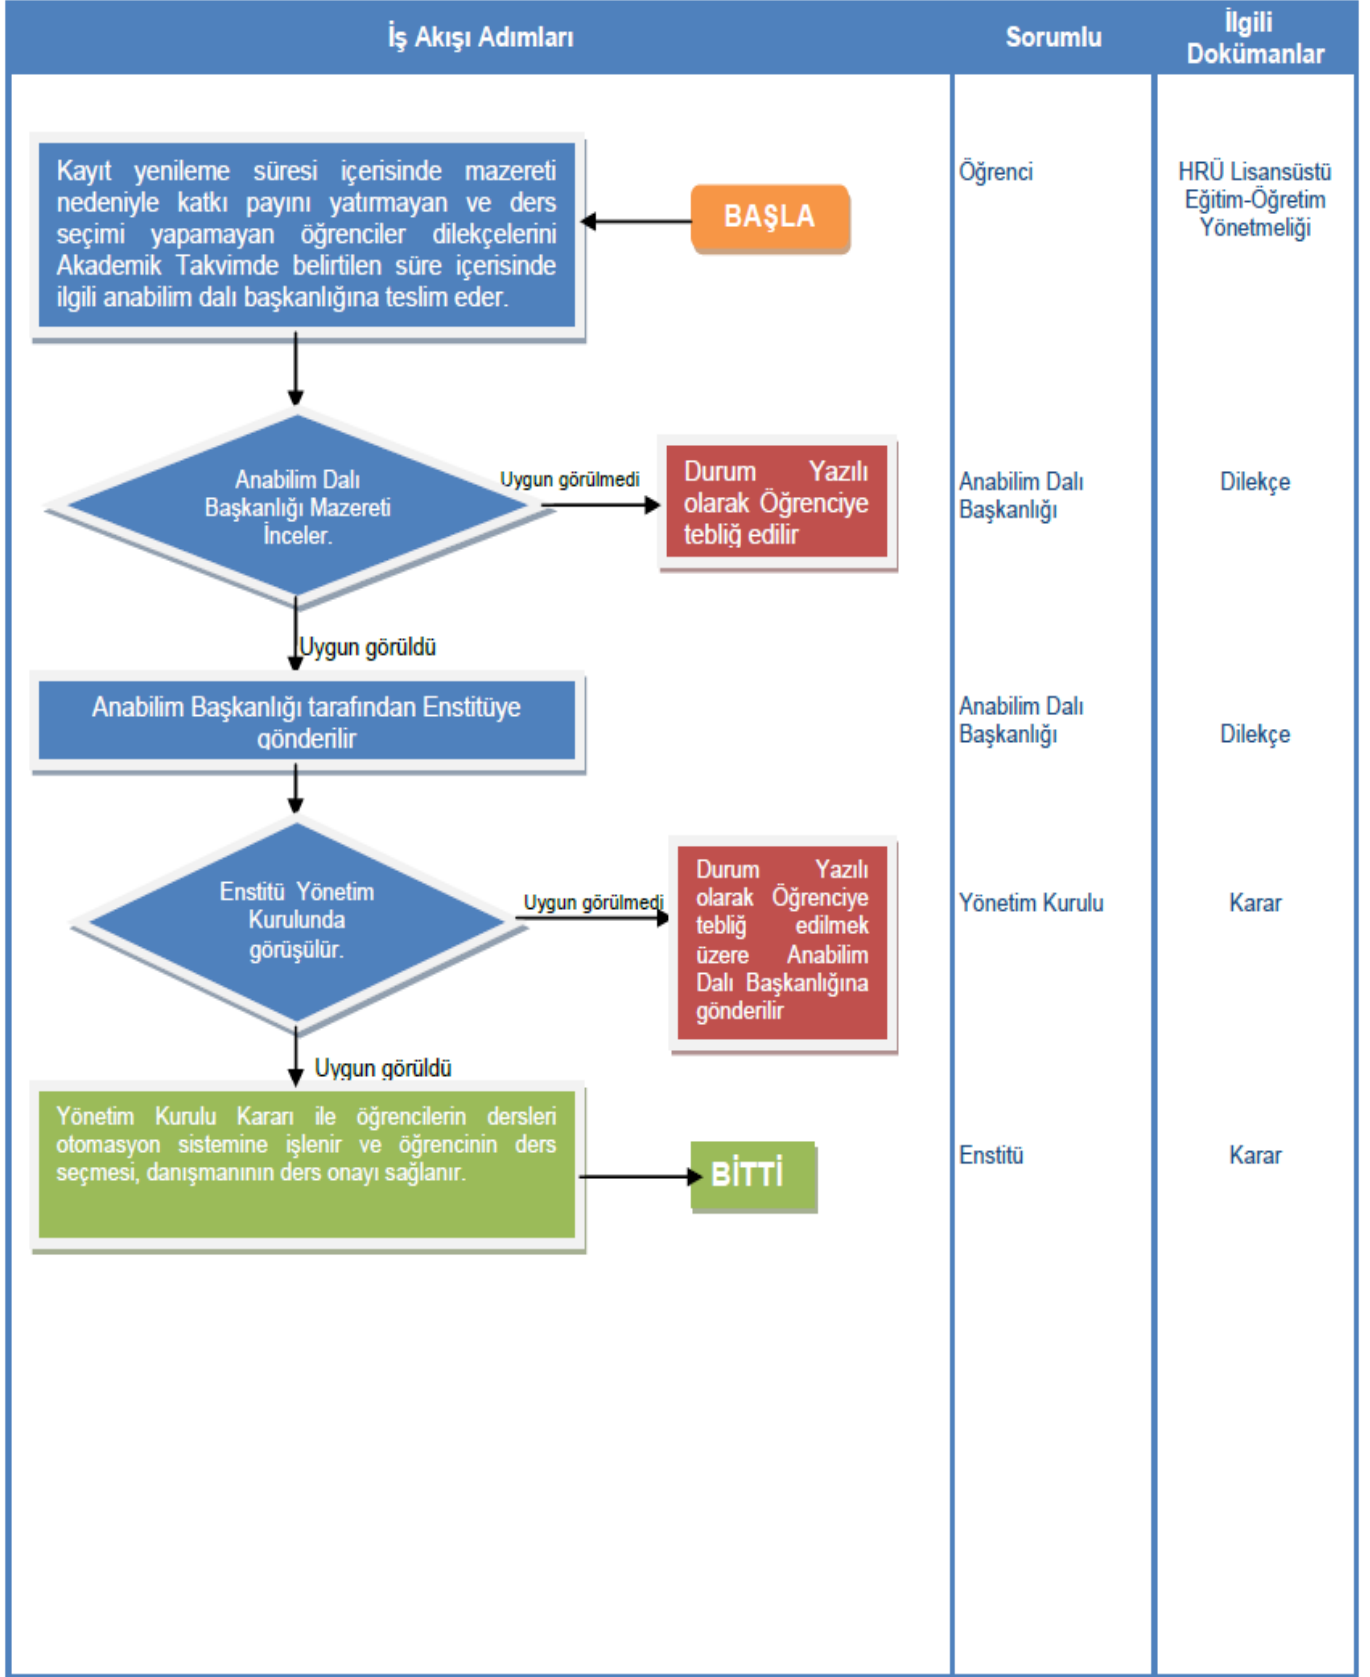 İş Akışı Adımları
Sorumlu
İlgili
Dokümanlar
Kayıt yenileme süresi içerisinde mazereti
nedeniyle katkı payını yatırmayan ve ders
seçimi yapamayan öğrenciler dilekçelerini
Akademik Takvimde belirtilen süre içerisinde
ilgili anabilim dalı başkanlığına teslim eder.
BAŞLA
Öğrenci
HRÜ Lisansüstü
Eğitim-Öğretim
Yönetmeliği
Anabilim Dalı
Başkanlığı Mazereti
İnceler.
Uygun görülmedi
Durum Yazılı
olarak Öğrenciye
tebliğ edilir
Anabilim Dalı
Başkanlığı
Dilekçe
Uygun görüldü
Anabilim Başkanlığı tarafından Enstitüye
gönderilir
Anabilim Dalı
Başkanlığı
Dilekçe
Enstitü Yönetim
Kurulunda
görüşülür.
Uygun görülmedi
Durum Yazılı
olarak Öğrenciye
tebliğ edilmek
üzere Anabilim
Dalı Başkanlığına
gönderilir
Yönetim Kurulu
Karar
Uygun görüldü
Yönetim Kurulu Kararı ile öğrencilerin dersleri
otomasyon sistemine işlenir ve öğrencinin ders
seçmesi, danışmanının ders onayı sağlanır.
BİTTİ
Enstitü
Karar